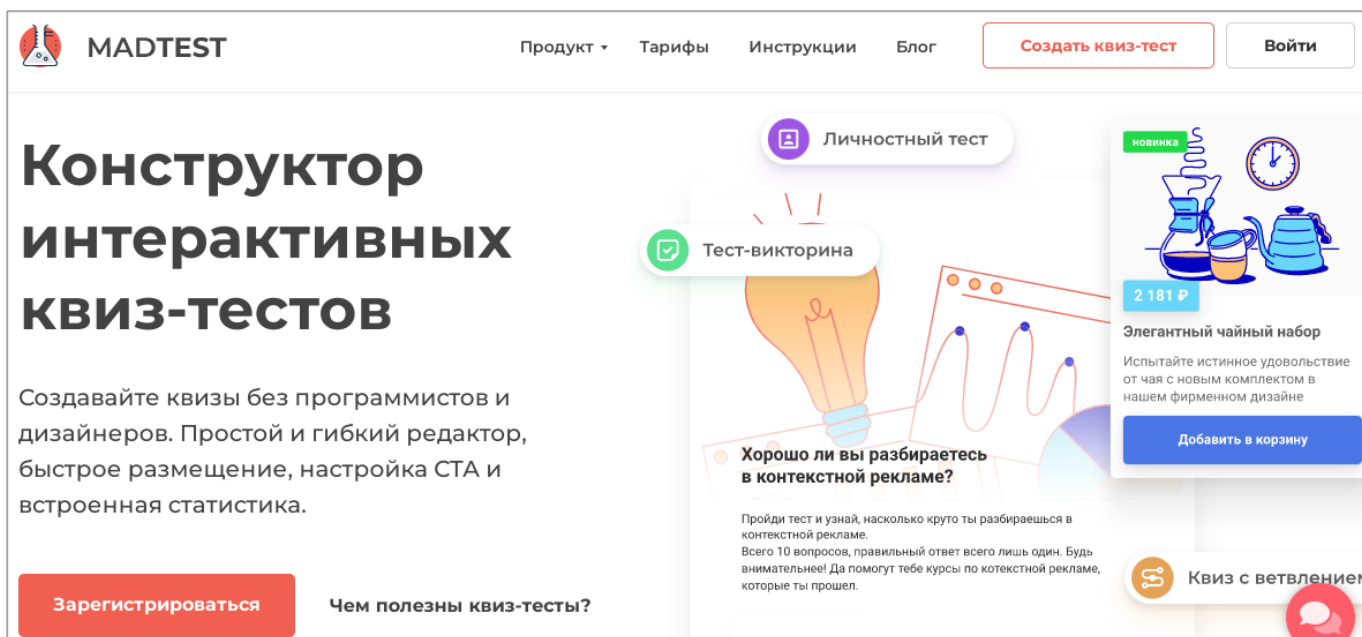 MADTEST
Продукт
Тарифы
Инструкции
Блог
Создать квиз-тест
Войти
Конструктор
интерактивных
квиз-тестов
Создавайте квизы без программистов и
дизайнеров. Простой и гибкий редактор,
быстрое размещение, настройка CTA и
встроенная статистика.
Зарегистрироваться
Чем полезны квиз-тесты?
Личностный тест
Тест-викторина
Хорошо ли вы разбираетесь
в контекстной рекламе?
Пройди тест и узнай, насколько круто ты разбираешься в
контекстной рекламе.
Всего 10 вопросов, правильный ответ всего лишь один. Будь
внимательнее! Да помогут тебе курсы по котекстной рекламе,
которые ты прошел.
новинка
2 181 ₽
Элегантный чайный набор
Испытайте истинное удовольствие
от чая с новым комплектом в
нашем фирменном дизайне
Добавить в корзину
Квиз с ветвлением